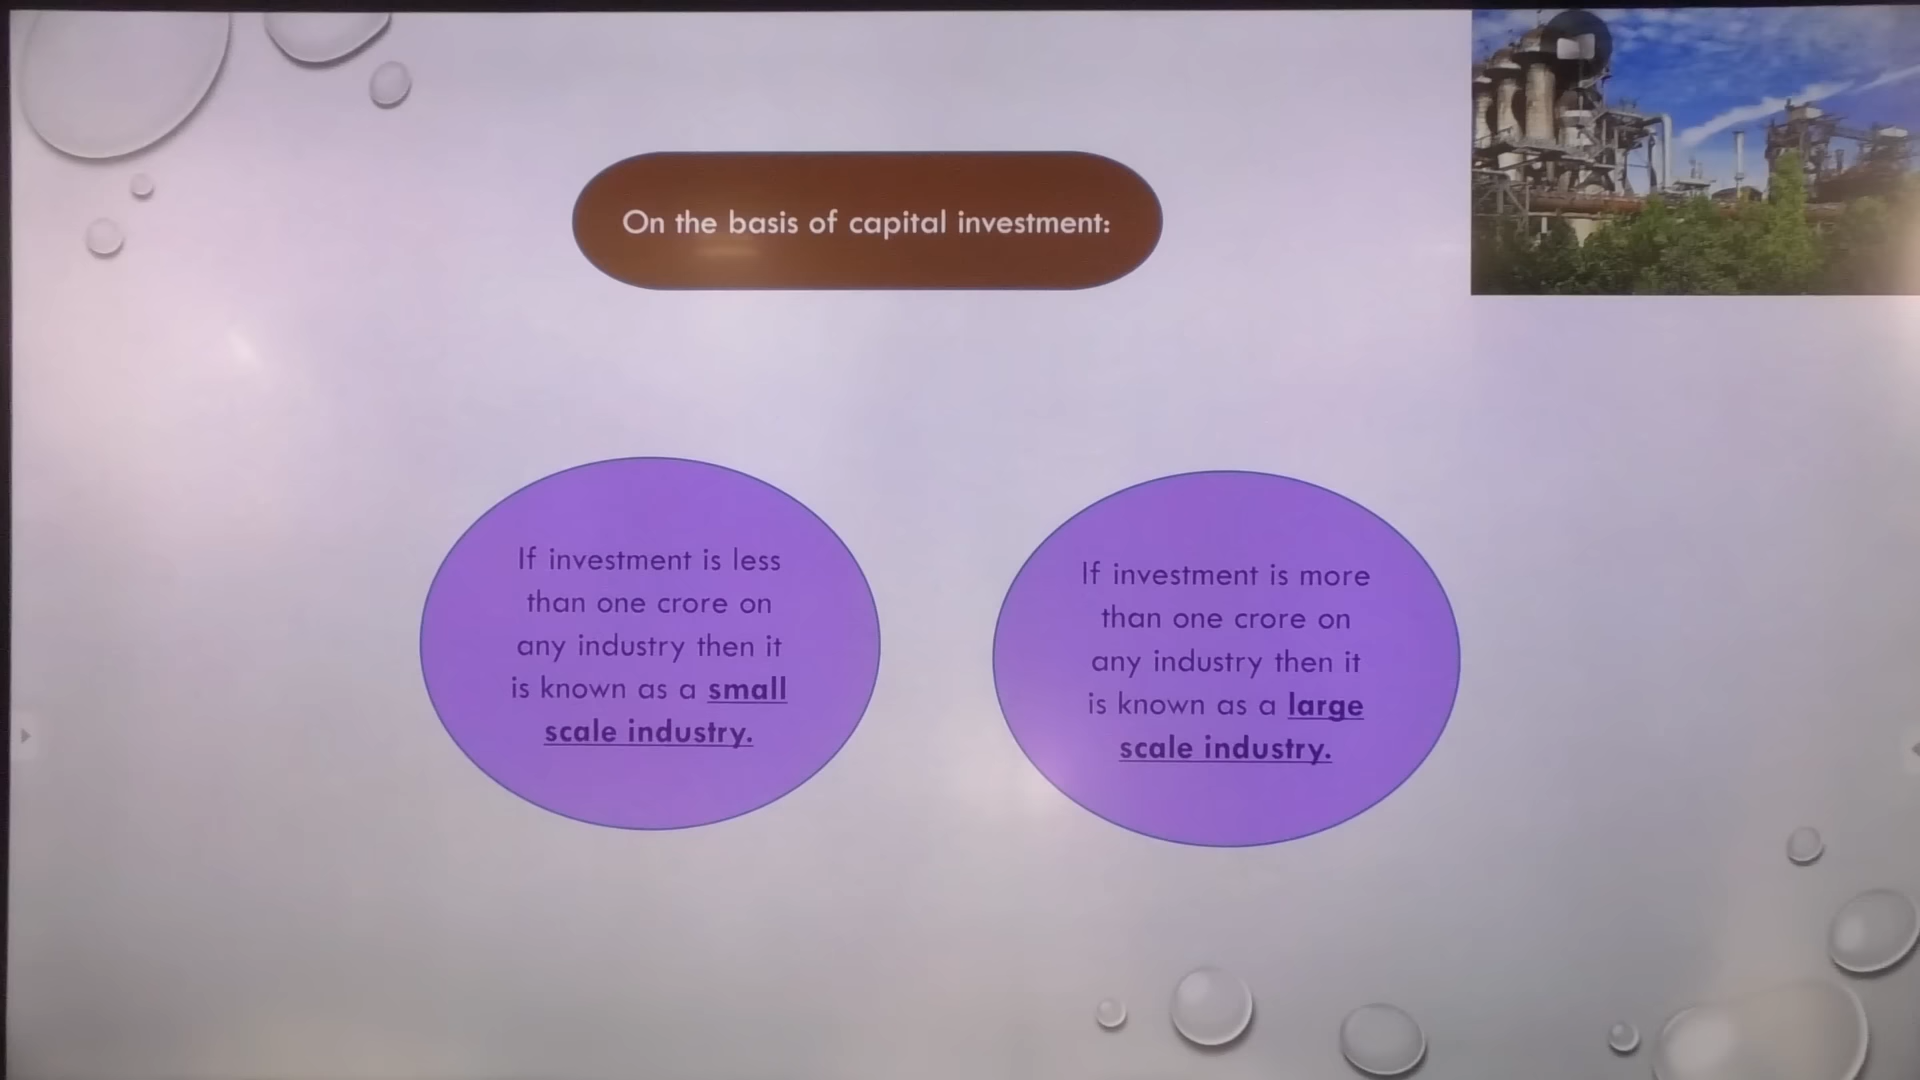 On the basis of capital investment:
If investment is less
than one crore on
any industry then it
is known as a small
scale industry.
If investment is more
than one crore on
any industry then it
is known as a large
scale industry.